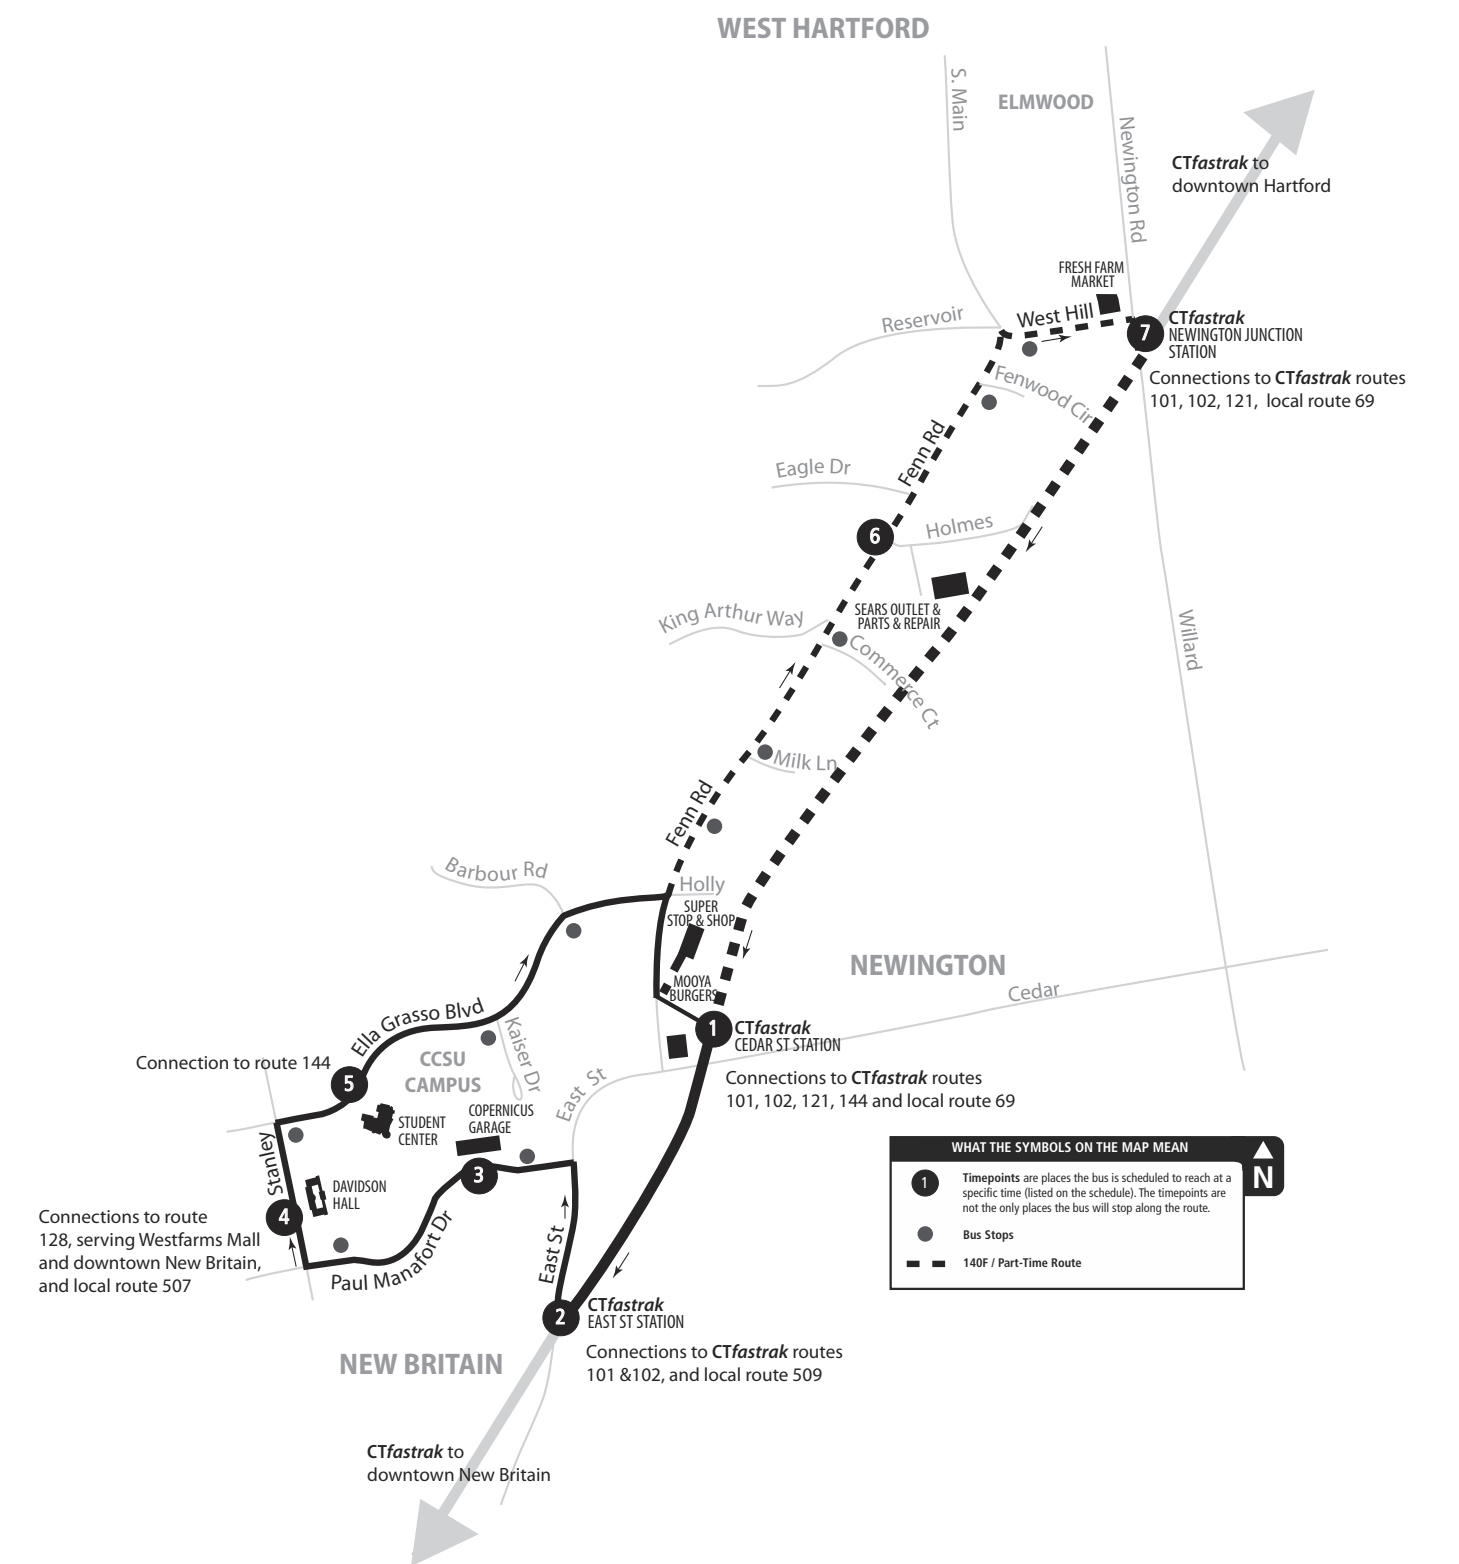 WEST HARTFORD
S. Main
ELMWOOD
Newington Rd
CTfastrak to
downtown Hartford
FRESH FARM
MARKET
Reservoir
West Hill
7
CTfastrak
NEWINGTON JUNCTION
STATION
Connections to CTfastrak routes
101, 102, 121, local route 69
Fenwood Cir
Fenn Rd
Eagle Dr
6
Holmes
SEARS OUTLET &
PARTS & REPAIR
King Arthur Way
Commerce Ct
Willard
Milk Ln
Fenn Rd
Barbour Rd
Holly
SUPER
STOP & SHOP
NEWINGTON
MOOYA
BURGERS
Cedar
1
CTfastrak
CEDAR ST STATION
Connections to CTfastrak routes
101, 102, 121, 144 and local route 69
Ella Grasso Blvd
Kaiser Dr
CCSU
CAMPUS
Connection to route 144
5
East St
STUDENT
CENTER
COPERNICUS
GARAGE
Stanley
3
DAVIDSON
HALL
4
Connections to route
128, serving Westfarms Mall
and downtown New Britain,
and local route 507
Paul Manafort Dr
East St
WHAT THE SYMBOLS ON THE MAP MEAN
N
1
Timepoints are places the bus is scheduled to reach at a
specific time (listed on the schedule). The timepoints are
not the only places the bus will stop along the route.
Bus Stops
140F / Part-Time Route
2
CTfastrak
EAST ST STATION
Connections to CTfastrak routes
101 &102, and local route 509
NEW BRITAIN
CTfastrak to
downtown New Britain